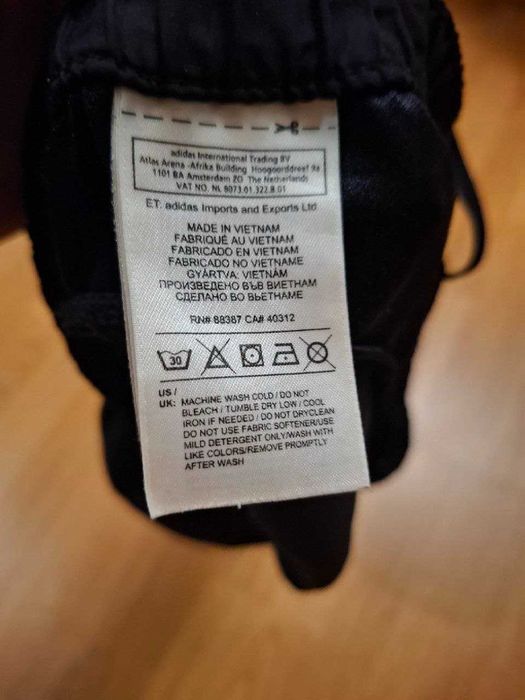 adidas International Trading BV
Atlas Arena -Afrika Building Hoogoorddreef 9a
1101 BA Amsterdam ZO The Netherlands
VAT NO. NL 8073.01.322.B.01
ET: adidas Imports and Exports Ltd
MADE IN VIETNAM
FABRIQUÉ AU VIETNAM
FABRICADO EN VIETNAM
FABRICADO NO VIETNAME
GYÁRTVA: VIETNÁM
ПРОИЗВЕДЕНО ВЪВ ВИЕТНАМ
СДЕЛАНО ВО ВЬЕТНАМЕ
RN# 88387 CA# 40312
30
US /
UK: MACHINE WASH COLD / DO NOT
BLEACH / TUMBLE DRY LOW / COOL
IRON IF NEEDED / DO NOT DRYCLEAN
DO NOT USE FABRIC SOFTENER/USE
MILD DETERGENT ONLY/WASH WITH
LIKE COLORS/REMOVE PROMPTLY
AFTER WASH